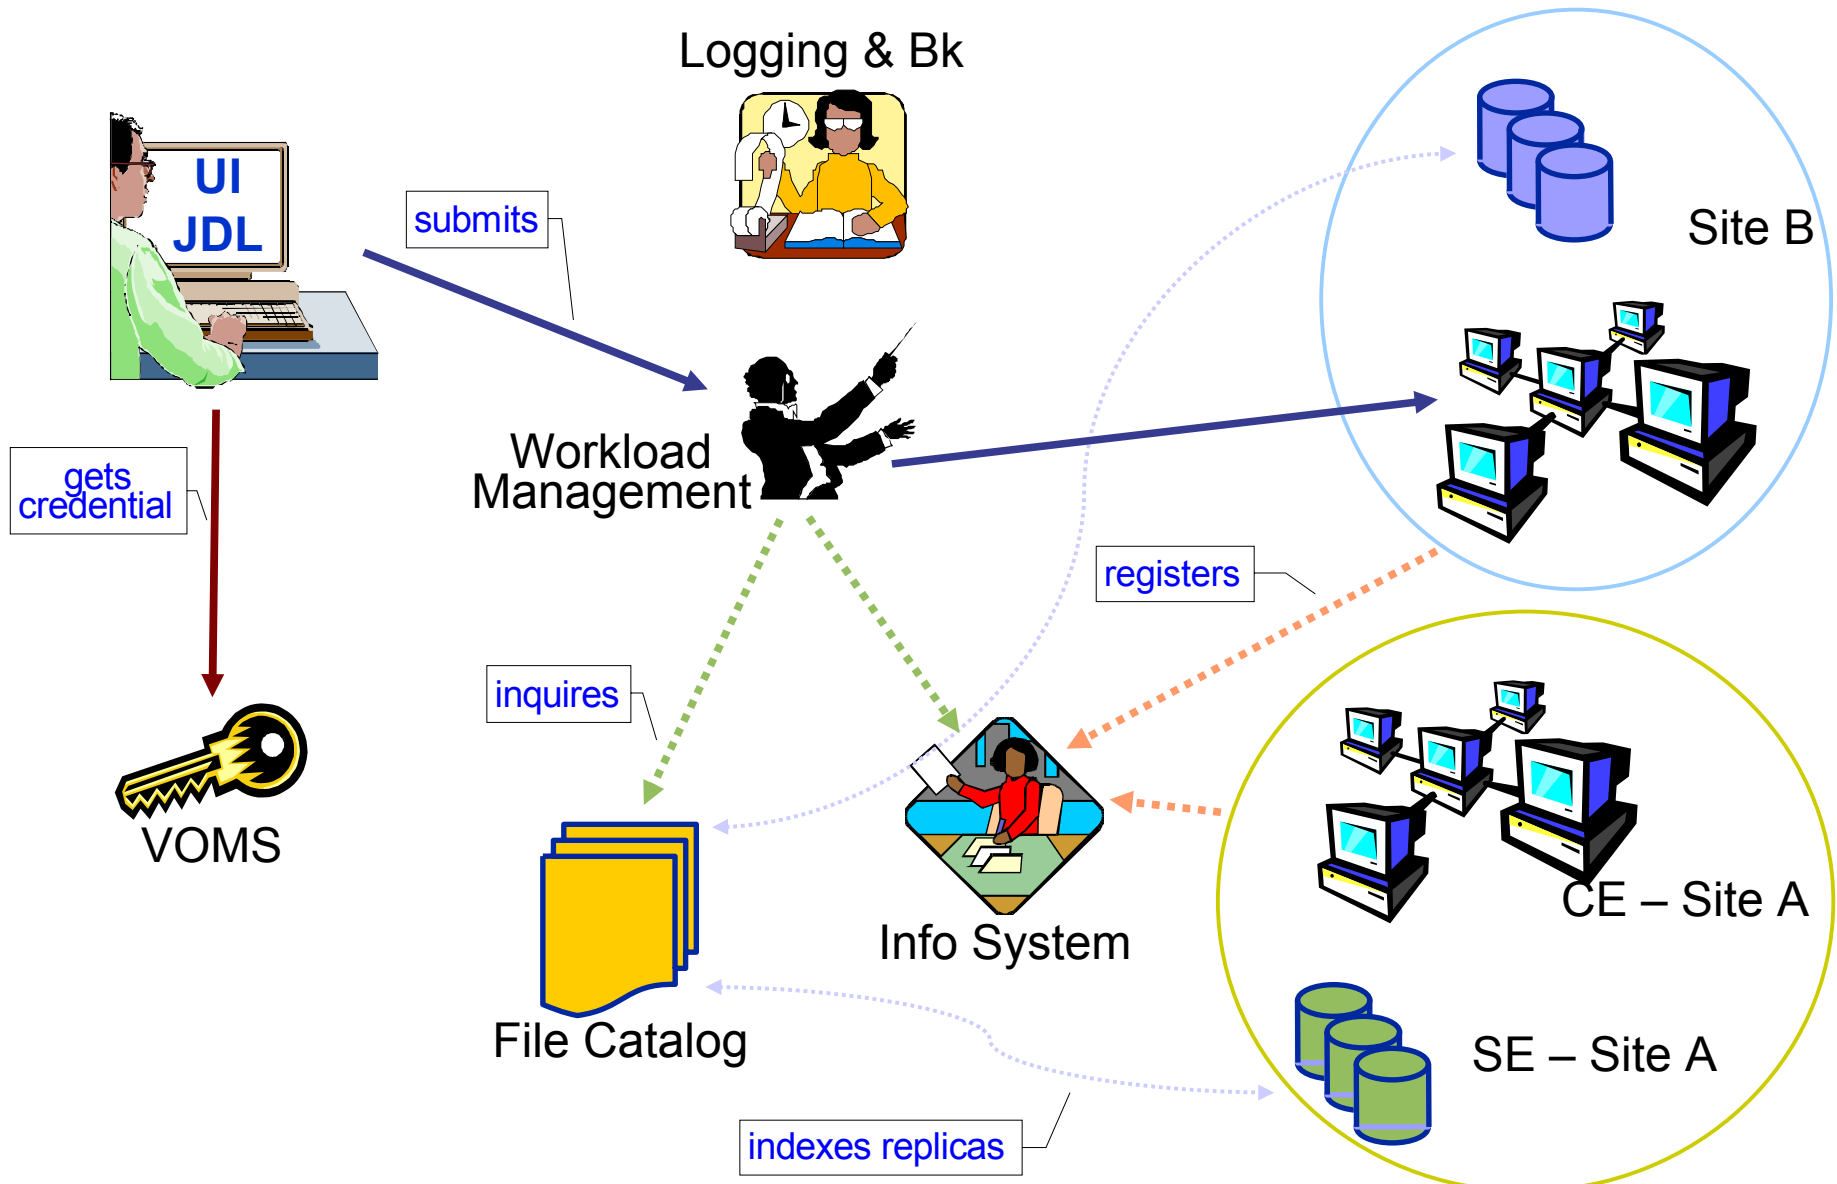 Logging & Bk
UI
JDL
submits
Site B
Workload
Management
gets
credential
registers
inquires
VOMS
CE – Site A
Info System
File Catalog
SE – Site A
indexes replicas